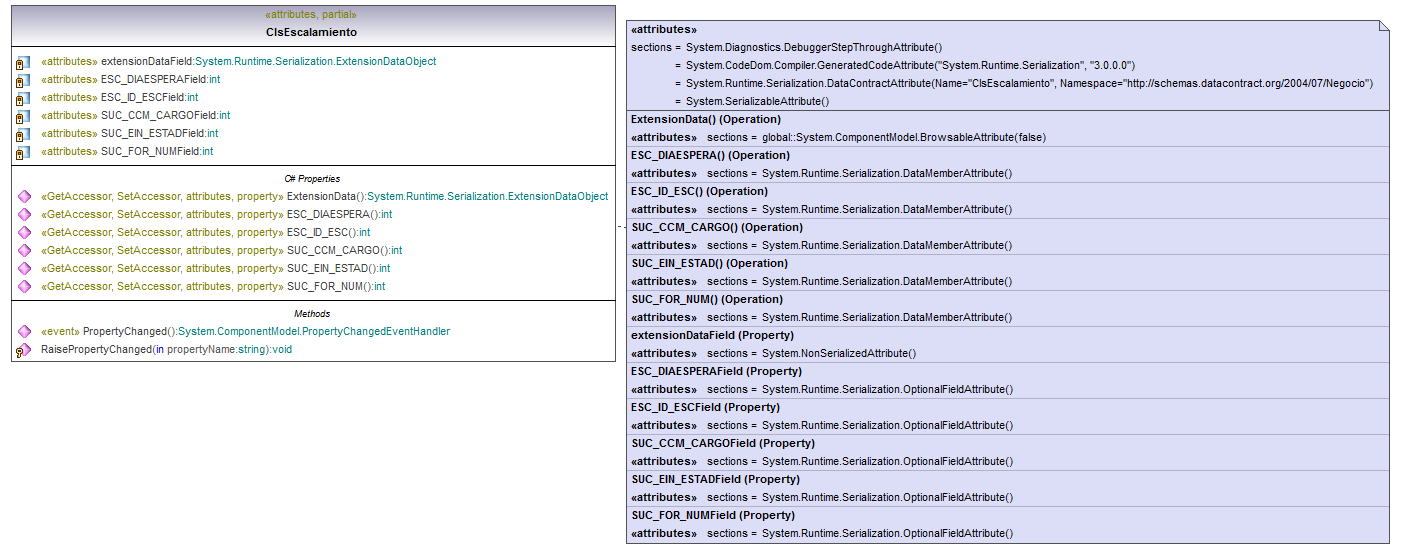 «attributes, partial»
ClsEscalamiento
«attributes» extensionDataField:System.Runtime.Serialization.ExtensionDataObject
«attributes» ESC_DIAESPERAField:int
«attributes» ESC_ID_ESCField:int
«attributes» SUC_CCM_CARGOField:int
«attributes» SUC_EIN_ESTADField:int
«attributes» SUC_FOR_NUMField:int
C# Properties
«GetAccessor, SetAccessor, attributes, property» ExtensionData():System.Runtime.Serialization.ExtensionDataObject
«GetAccessor, SetAccessor, attributes, property» ESC_DIAESPERA():int
«GetAccessor, SetAccessor, attributes, property» ESC_ID_ESC():int
«GetAccessor, SetAccessor, attributes, property» SUC_CCM_CARGO():int
«GetAccessor, SetAccessor, attributes, property» SUC_EIN_ESTAD():int
«GetAccessor, SetAccessor, attributes, property» SUC_FOR_NUM():int
Methods
«event» PropertyChanged():System.ComponentModel.PropertyChangedEventHandler
RaisePropertyChanged(in propertyName:string):void
«attributes»
sections = System.Diagnostics.DebuggerStepThroughAttribute()
= System.CodeDom.Compiler.GeneratedCodeAttribute("System.Runtime.Serialization", "3.0.0.0")
= System.Runtime.Serialization.DataContractAttribute(Name="ClsEscalamiento", Namespace="http://schemas.datacontract.org/2004/07/Negocio")
= System.SerializableAttribute()
ExtensionData() (Operation)
«attributes» sections = global::System.ComponentModel.BrowsableAttribute(false)
ESC_DIAESPERA() (Operation)
«attributes» sections = System.Runtime.Serialization.DataMemberAttribute()
ESC_ID_ESC() (Operation)
«attributes» sections = System.Runtime.Serialization.DataMemberAttribute()
SUC_CCM_CARGO() (Operation)
«attributes» sections = System.Runtime.Serialization.DataMemberAttribute()
SUC_EIN_ESTAD() (Operation)
«attributes» sections = System.Runtime.Serialization.DataMemberAttribute()
SUC_FOR_NUM() (Operation)
«attributes» sections = System.Runtime.Serialization.DataMemberAttribute()
extensionDataField (Property)
«attributes» sections = System.NonSerializedAttribute()
ESC_DIAESPERAField (Property)
«attributes» sections = System.Runtime.Serialization.OptionalFieldAttribute()
ESC_ID_ESCField (Property)
«attributes» sections = System.Runtime.Serialization.OptionalFieldAttribute()
SUC_CCM_CARGOField (Property)
«attributes» sections = System.Runtime.Serialization.OptionalFieldAttribute()
SUC_EIN_ESTADField (Property)
«attributes» sections = System.Runtime.Serialization.OptionalFieldAttribute()
SUC_FOR_NUMField (Property)
«attributes» sections = System.Runtime.Serialization.OptionalFieldAttribute()